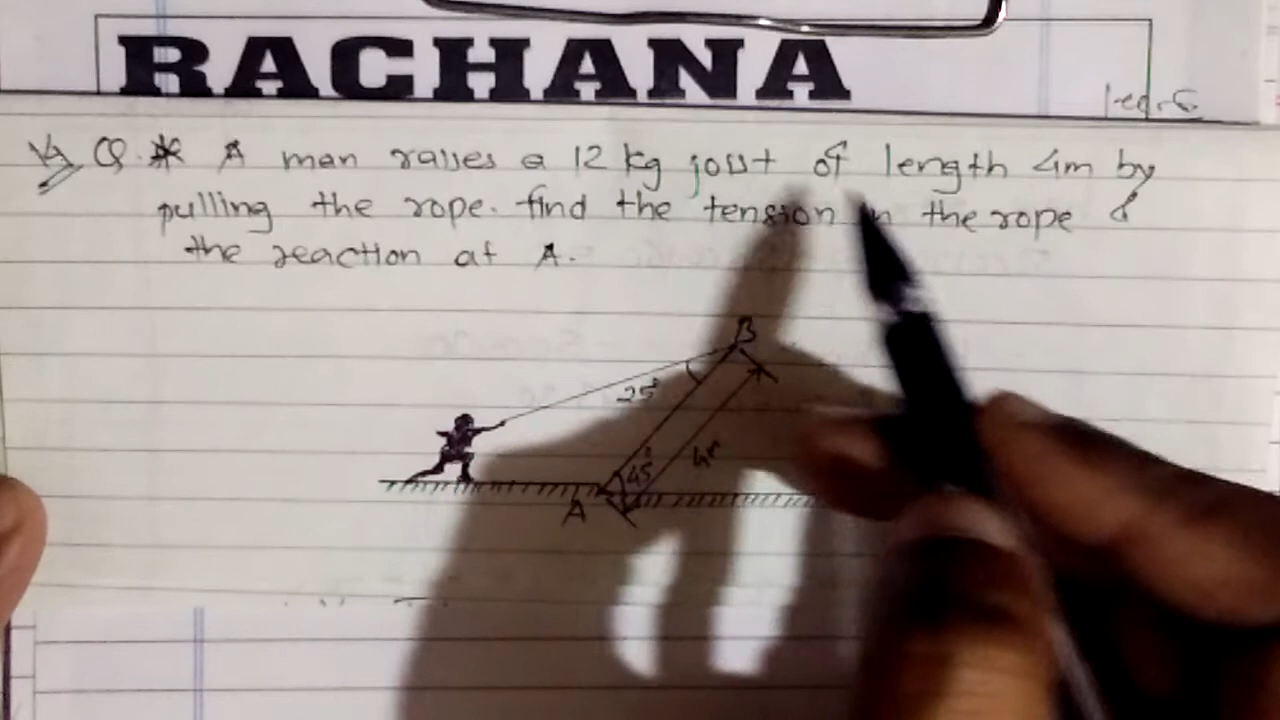 RACHANA
Q. * A man raises a 12 kg joist of length 4m by
pulling the rope. find the tension in the rope &
the reaction at A.
B
25°
45°
4m
A